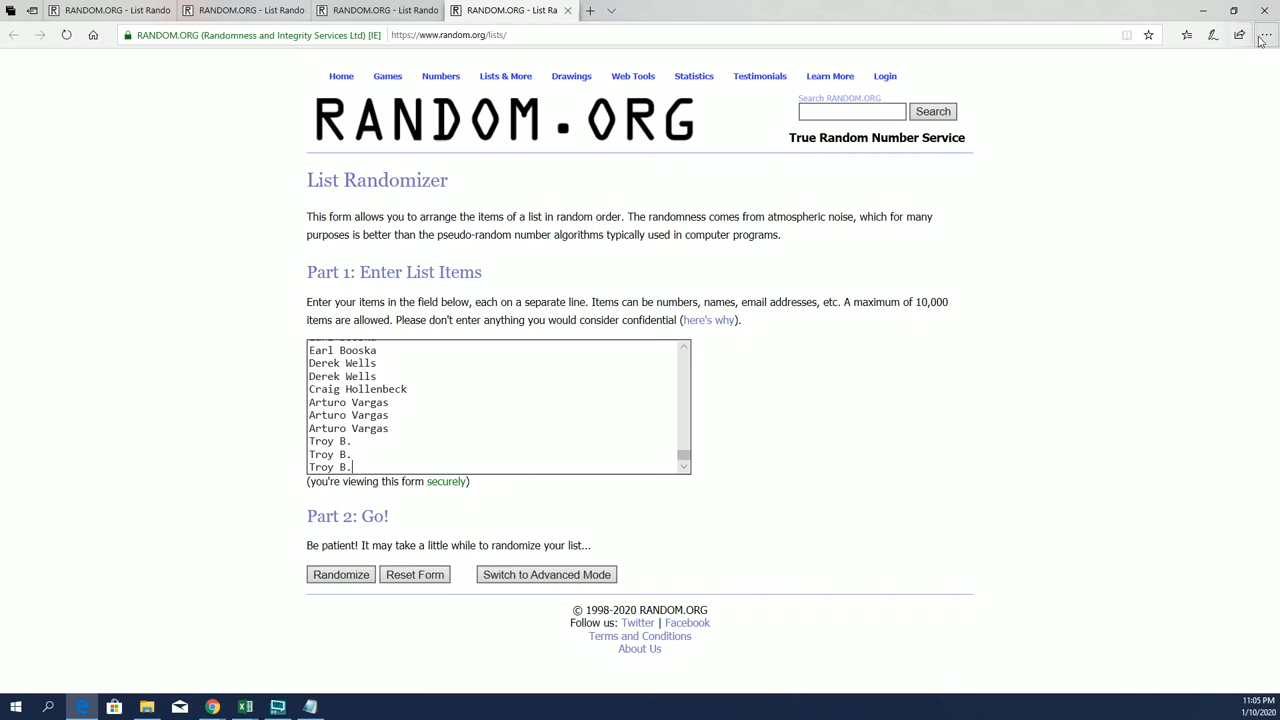 RANDOM.ORG - List Rando
RANDOM.ORG - List Rando
RANDOM.ORG - List Rando
RANDOM.ORG - List Ra
RANDOM.ORG (Randomness and Integrity Services Ltd) [IE]
https://www.random.org/lists/
Home Games Numbers Lists & More Drawings Web Tools Statistics Testimonials Learn More Login
RANDOM.ORG
Search RANDOM.ORG
Search
True Random Number Service
List Randomizer
This form allows you to arrange the items of a list in random order. The randomness comes from atmospheric noise, which for many
purposes is better than the pseudo-random number algorithms typically used in computer programs.
Part 1: Enter List Items
Enter your items in the field below, each on a separate line. Items can be numbers, names, email addresses, etc. A maximum of 10,000
items are allowed. Please don't enter anything you would consider confidential (here's why).
Earl Booska
Derek Wells
Derek Wells
Craig Hollenbeck
Arturo Vargas
Arturo Vargas
Arturo Vargas
Troy B.
Troy B.
Troy B.
(you're viewing this form securely)
Part 2: Go!
Be patient! It may take a little while to randomize your list...
Randomize Reset Form Switch to Advanced Mode
© 1998-2020 RANDOM.ORG
Follow us: Twitter | Facebook
Terms and Conditions
About Us
11:05 PM
1/10/2020